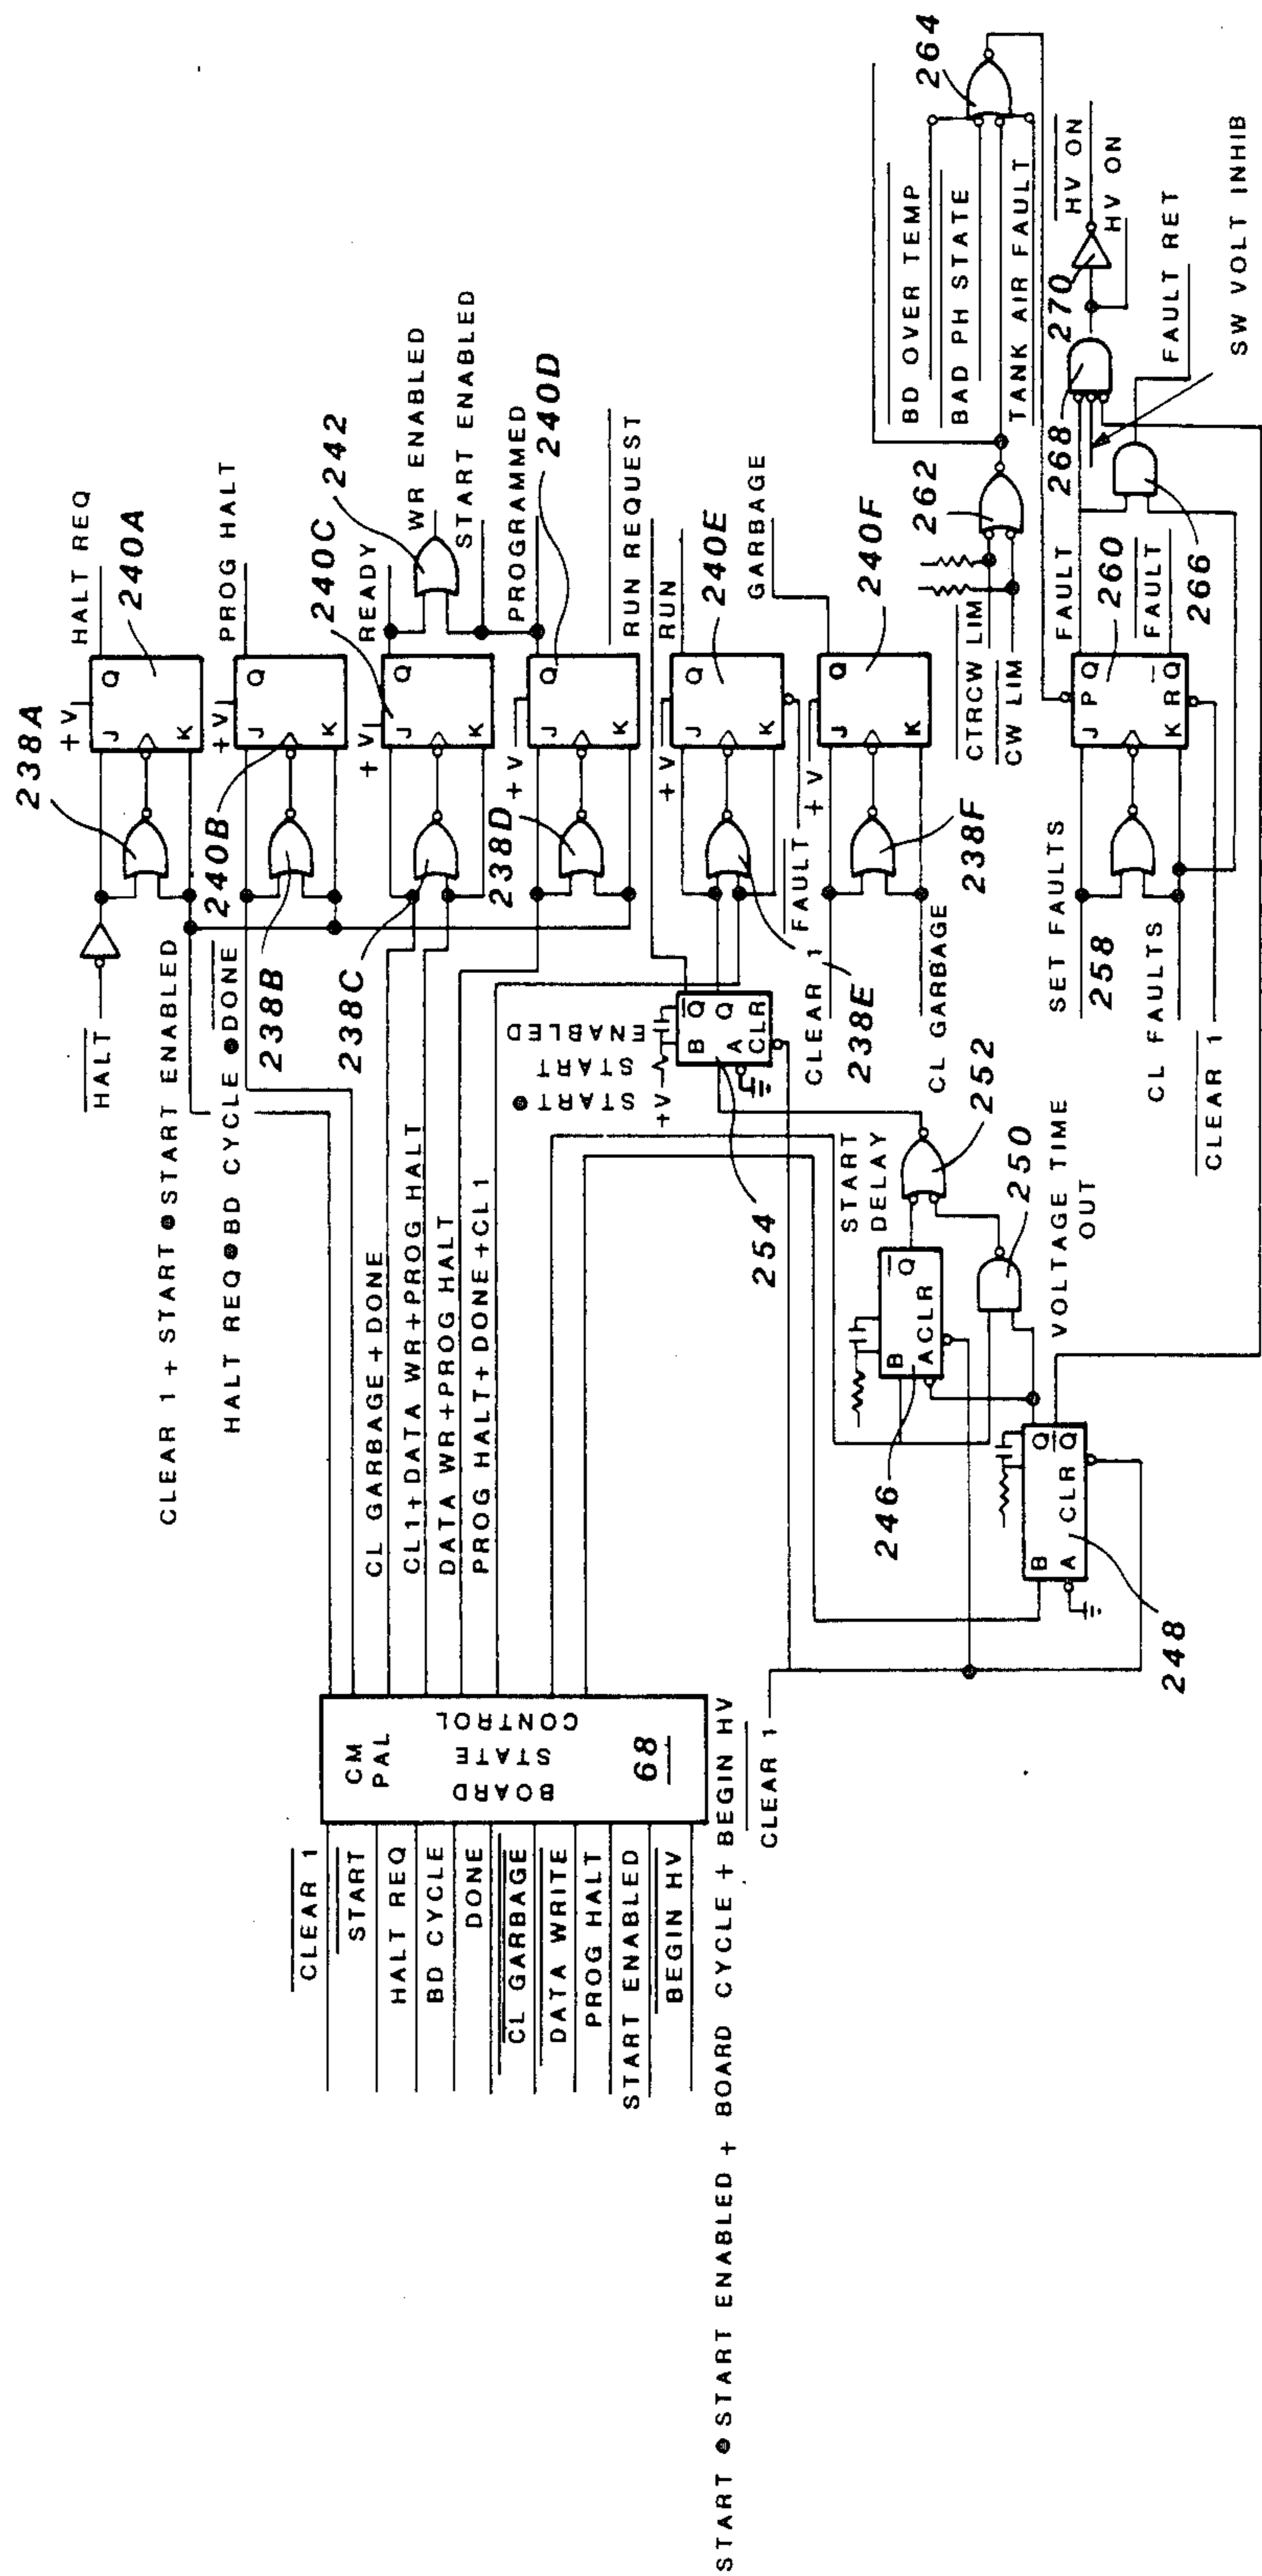 CLEAR 1
START
HALT REQ
BD CYCLE
DONE
CL GARBAGE
DATA WRITE
PROG HALT
START ENABLED
BEGIN HV
CM
PAL
BOARD
STATE
CONTROL
68
START • START ENABLED + BOARD CYCLE + BEGIN HV
CLEAR 1
HALT
CLEAR 1 + START • START ENABLED
HALT REQ • BD CYCLE • DONE
CL GARBAGE + DONE
CL1 + DATA WR + PROG HALT
DATA WR + PROG HALT
PROG HALT + DONE + CL 1
238A
+V
J
K
Q
HALT REQ
240A
240B
238B
+V
J
K
Q
PROG HALT
238C
+V
J
K
Q
READY
240C
242
WR ENABLED
START ENABLED
PROGRAMMED
238D
+V
J
K
Q
240D
RUN REQUEST
START •
START
ENABLED
+V
B
A
CLR
Q
Q
254
+V
J
K
Q
RUN
240E
CLEAR 1
238E
FAULT
+V
J
K
Q
GARBAGE
240F
238F
CL GARBAGE
START
DELAY
B
A CLR
Q
246
252
250
VOLTAGE TIME
OUT
B
A
CLR
Q
Q
248
CTRCW LIM
CW LIM
262
BD OVER TEMP
BAD PH STATE
TANK AIR FAULT
264
SET FAULTS
258
CL FAULTS
CLEAR 1
J
P
Q
K
R
Q
FAULT
260
FAULT
266
268
270
HV ON
HV ON
FAULT RET
SW VOLT INHIB